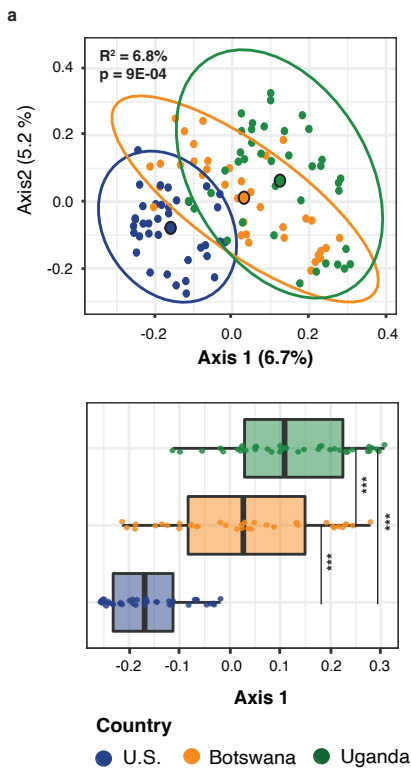 a
R² = 6.8%
p = 9E-04
Axis2 (5.2 %)
0.4
0.2
0.0
-0.2
-0.2 0.0 0.2 0.4
Axis 1 (6.7%)
***
***
***
-0.2 -0.1 0.0 0.1 0.2 0.3
Axis 1
Country
U.S. Botswana Uganda